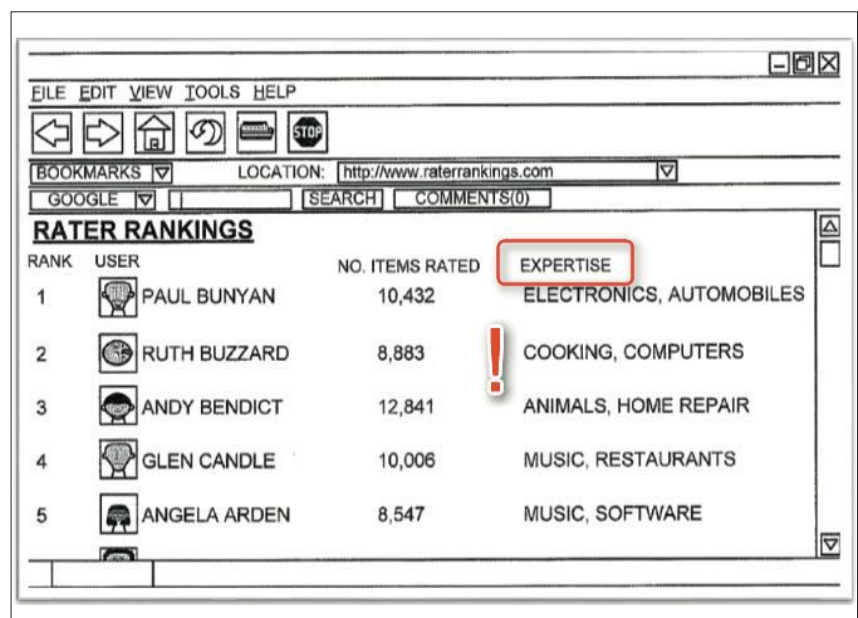 FILE EDIT VIEW TOOLS HELP
STOP
BOOKMARKS LOCATION: http://www.raterrankings.com
GOOGLE SEARCH COMMENTS(0)
RATER RANKINGS
RANK USER NO. ITEMS RATED EXPERTISE
1 PAUL BUNYAN 10,432 ELECTRONICS, AUTOMOBILES
2 RUTH BUZZARD 8,883 COOKING, COMPUTERS
!
3 ANDY BENDICT 12,841 ANIMALS, HOME REPAIR
4 GLEN CANDLE 10,006 MUSIC, RESTAURANTS
5 ANGELA ARDEN 8,547 MUSIC, SOFTWARE